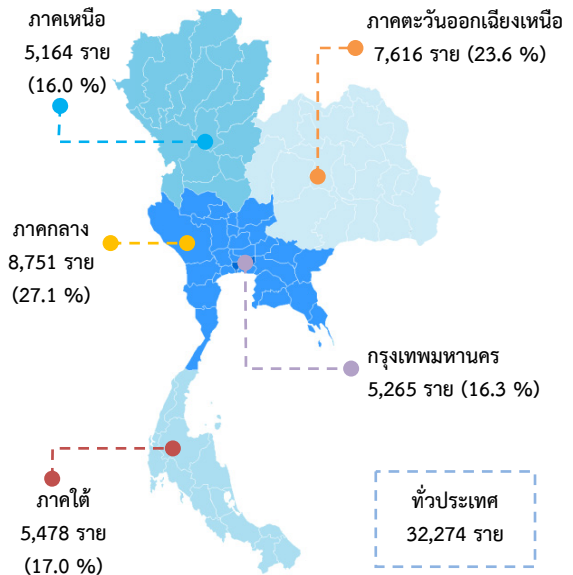 ภาคเหนือ
5,164 ราย
(16.0 %)
ภาคตะวันออกเฉียงเหนือ
7,616 ราย (23.6 %)
ภาคกลาง
8,751 ราย
(27.1 %)
กรุงเทพมหานคร
5,265 ราย (16.3 %)
ภาคใต้
5,478 ราย
(17.0 %)
ทั่วประเทศ
32,274 ราย